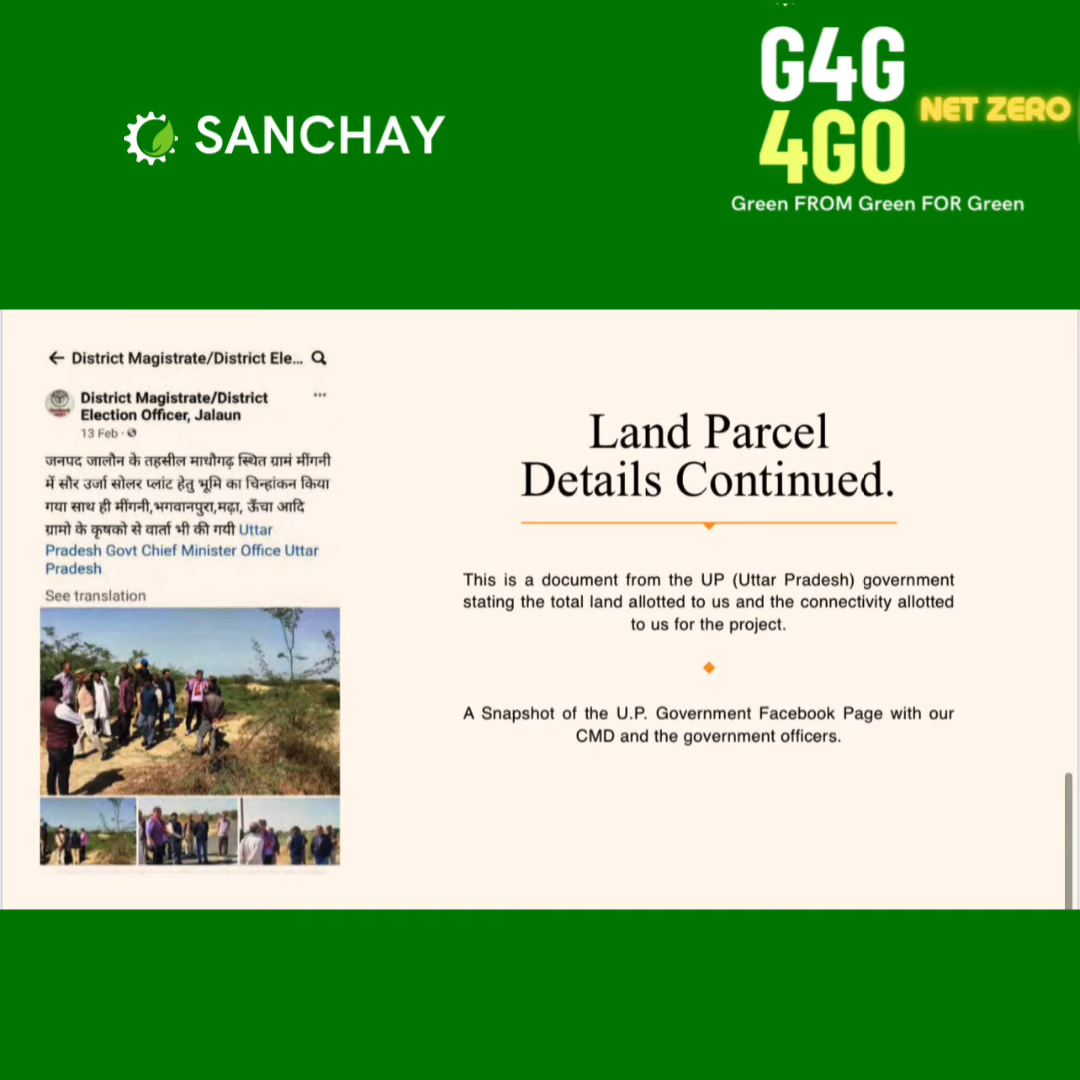 SANCHAY
G4G
4GO
NET ZERO
Green FROM Green FOR Green
District Magistrate/District Ele...
District Magistrate/District
Election Officer, Jalaun
13 Feb ·
जनपद जालौन के तहसील माधौगढ़ स्थित ग्रामं मींगनी
में सौर उर्जा सोलर प्लांट हेतु भूमि का चिन्हांकन किया
गया साथ ही मींगनी,भगवानपुरा,मढ़ा, ऊँचा आदि
ग्रामो के कृषको से वार्ता भी की गयी Uttar
Pradesh Govt Chief Minister Office Uttar
Pradesh
See translation
Land Parcel
Details Continued.
This is a document from the UP (Uttar Pradesh) government
stating the total land allotted to us and the connectivity allotted
to us for the project.
A Snapshot of the U.P. Government Facebook Page with our
CMD and the government officers.